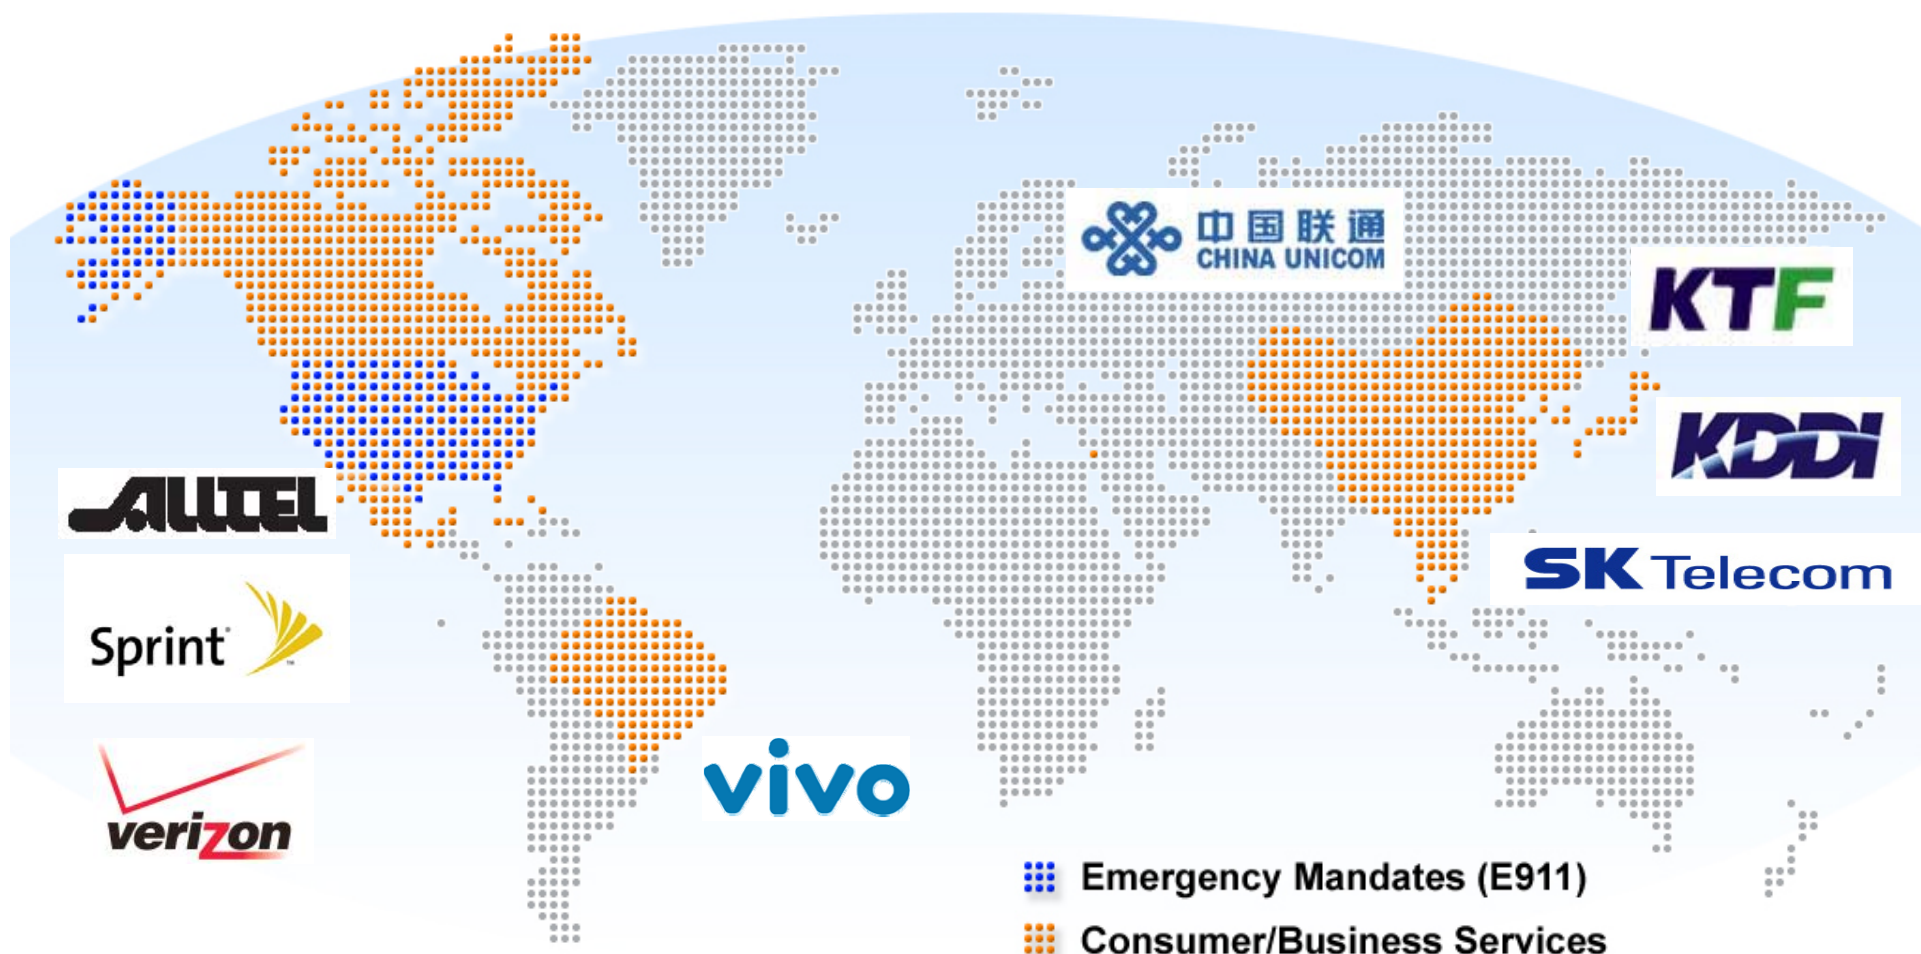 中国联通
CHINA UNICOM
KTF
KDDI
ALLTEL
SK Telecom
Sprint
verizon
vivo
Emergency Mandates (E911)
Consumer/Business Services